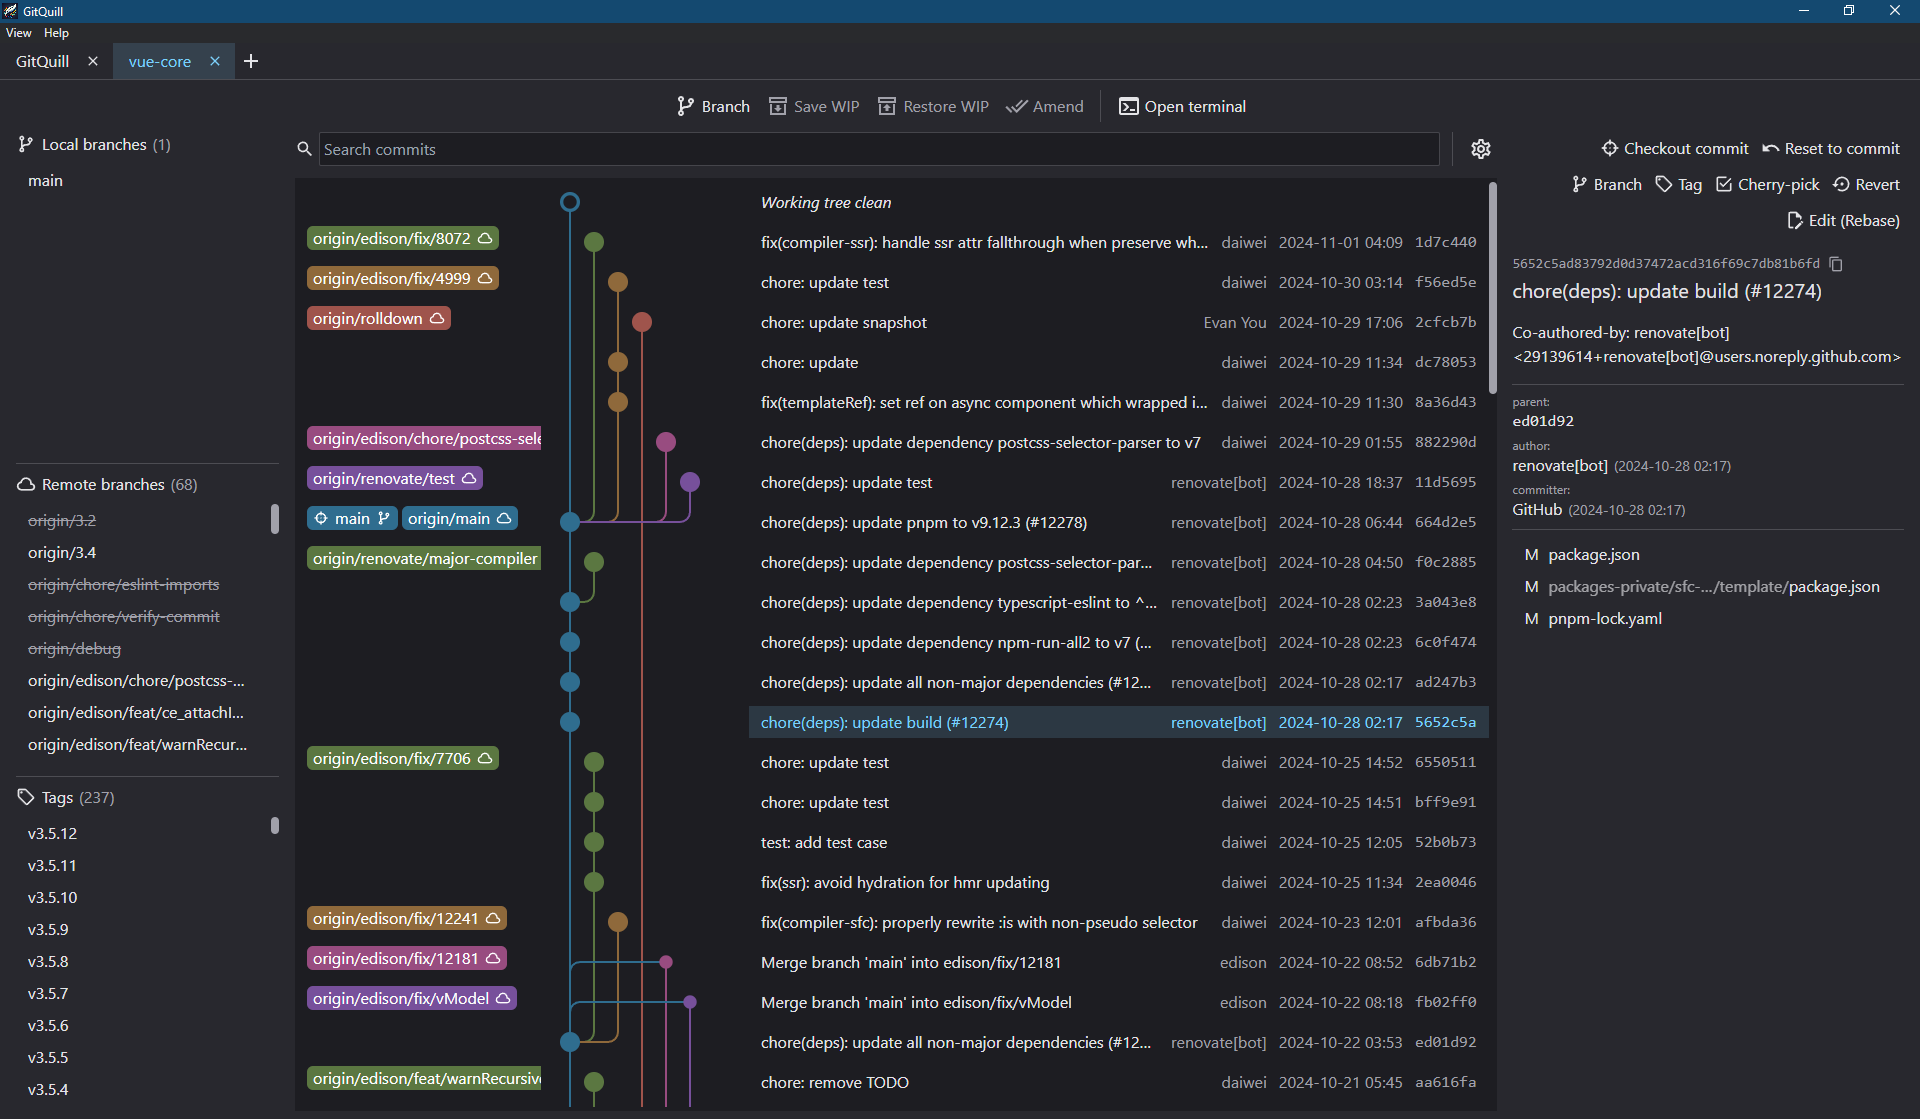 GitQuill
View Help
GitQuill
vue-core
Branch Save WIP Restore WIP Amend Open terminal
Local branches (1)
main
Remote branches (68)
origin/3.2
origin/3.4
origin/chore/eslint-imports
origin/chore/verify-commit
origin/debug
origin/edison/chore/postcss-...
origin/edison/feat/ce_attachI...
origin/edison/feat/warnRecur...
Tags (237)
v3.5.12
v3.5.11
v3.5.10
v3.5.9
v3.5.8
v3.5.7
v3.5.6
v3.5.5
v3.5.4
Search commits
Working tree clean
origin/edison/fix/8072 fix(compiler-ssr): handle ssr attr fallthrough when preserve wh... daiwei 2024-11-01 04:09 1d7c440
origin/edison/fix/4999 chore: update test daiwei 2024-10-30 03:14 f56ed5e
origin/rolldown chore: update snapshot Evan You 2024-10-29 17:06 2cfcb7b
chore: update daiwei 2024-10-29 11:34 dc78053
fix(templateRef): set ref on async component which wrapped i... daiwei 2024-10-29 11:30 8a36d43
origin/edison/chore/postcss-sele chore(deps): update dependency postcss-selector-parser to v7 daiwei 2024-10-29 01:55 882290d
origin/renovate/test chore(deps): update test renovate[bot] 2024-10-28 18:37 11d5695
main origin/main chore(deps): update pnpm to v9.12.3 (#12278) renovate[bot] 2024-10-28 06:44 664d2e5
origin/renovate/major-compiler chore(deps): update dependency postcss-selector-par... renovate[bot] 2024-10-28 04:50 f0c2885
chore(deps): update dependency typescript-eslint to ^... renovate[bot] 2024-10-28 02:23 3a043e8
chore(deps): update dependency npm-run-all2 to v7 (... renovate[bot] 2024-10-28 02:23 6c0f474
chore(deps): update all non-major dependencies (#12... renovate[bot] 2024-10-28 02:17 ad247b3
chore(deps): update build (#12274) renovate[bot] 2024-10-28 02:17 5652c5a
origin/edison/fix/7706 chore: update test daiwei 2024-10-25 14:52 6550511
chore: update test daiwei 2024-10-25 14:51 bff9e91
test: add test case daiwei 2024-10-25 12:05 52b0b73
fix(ssr): avoid hydration for hmr updating daiwei 2024-10-25 11:34 2ea0046
origin/edison/fix/12241 fix(compiler-sfc): properly rewrite :is with non-pseudo selector daiwei 2024-10-23 12:01 afbda36
origin/edison/fix/12181 Merge branch 'main' into edison/fix/12181 edison 2024-10-22 08:52 6db71b2
origin/edison/fix/vModel Merge branch 'main' into edison/fix/vModel edison 2024-10-22 08:18 fb02ff0
chore(deps): update all non-major dependencies (#12... renovate[bot] 2024-10-22 03:53 ed01d92
origin/edison/feat/warnRecursive chore: remove TODO daiwei 2024-10-21 05:45 aa616fa
Checkout commit Reset to commit
Branch Tag Cherry-pick Revert
Edit (Rebase)
5652c5ad83792d0d37472acd316f69c7db81b6fd
chore(deps): update build (#12274)
Co-authored-by: renovate[bot]
<29139614+renovate[bot]@users.noreply.github.com>
parent:
ed01d92
author:
renovate[bot] (2024-10-28 02:17)
committer:
GitHub (2024-10-28 02:17)
M package.json
M packages-private/sfc-.../template/package.json
M pnpm-lock.yaml